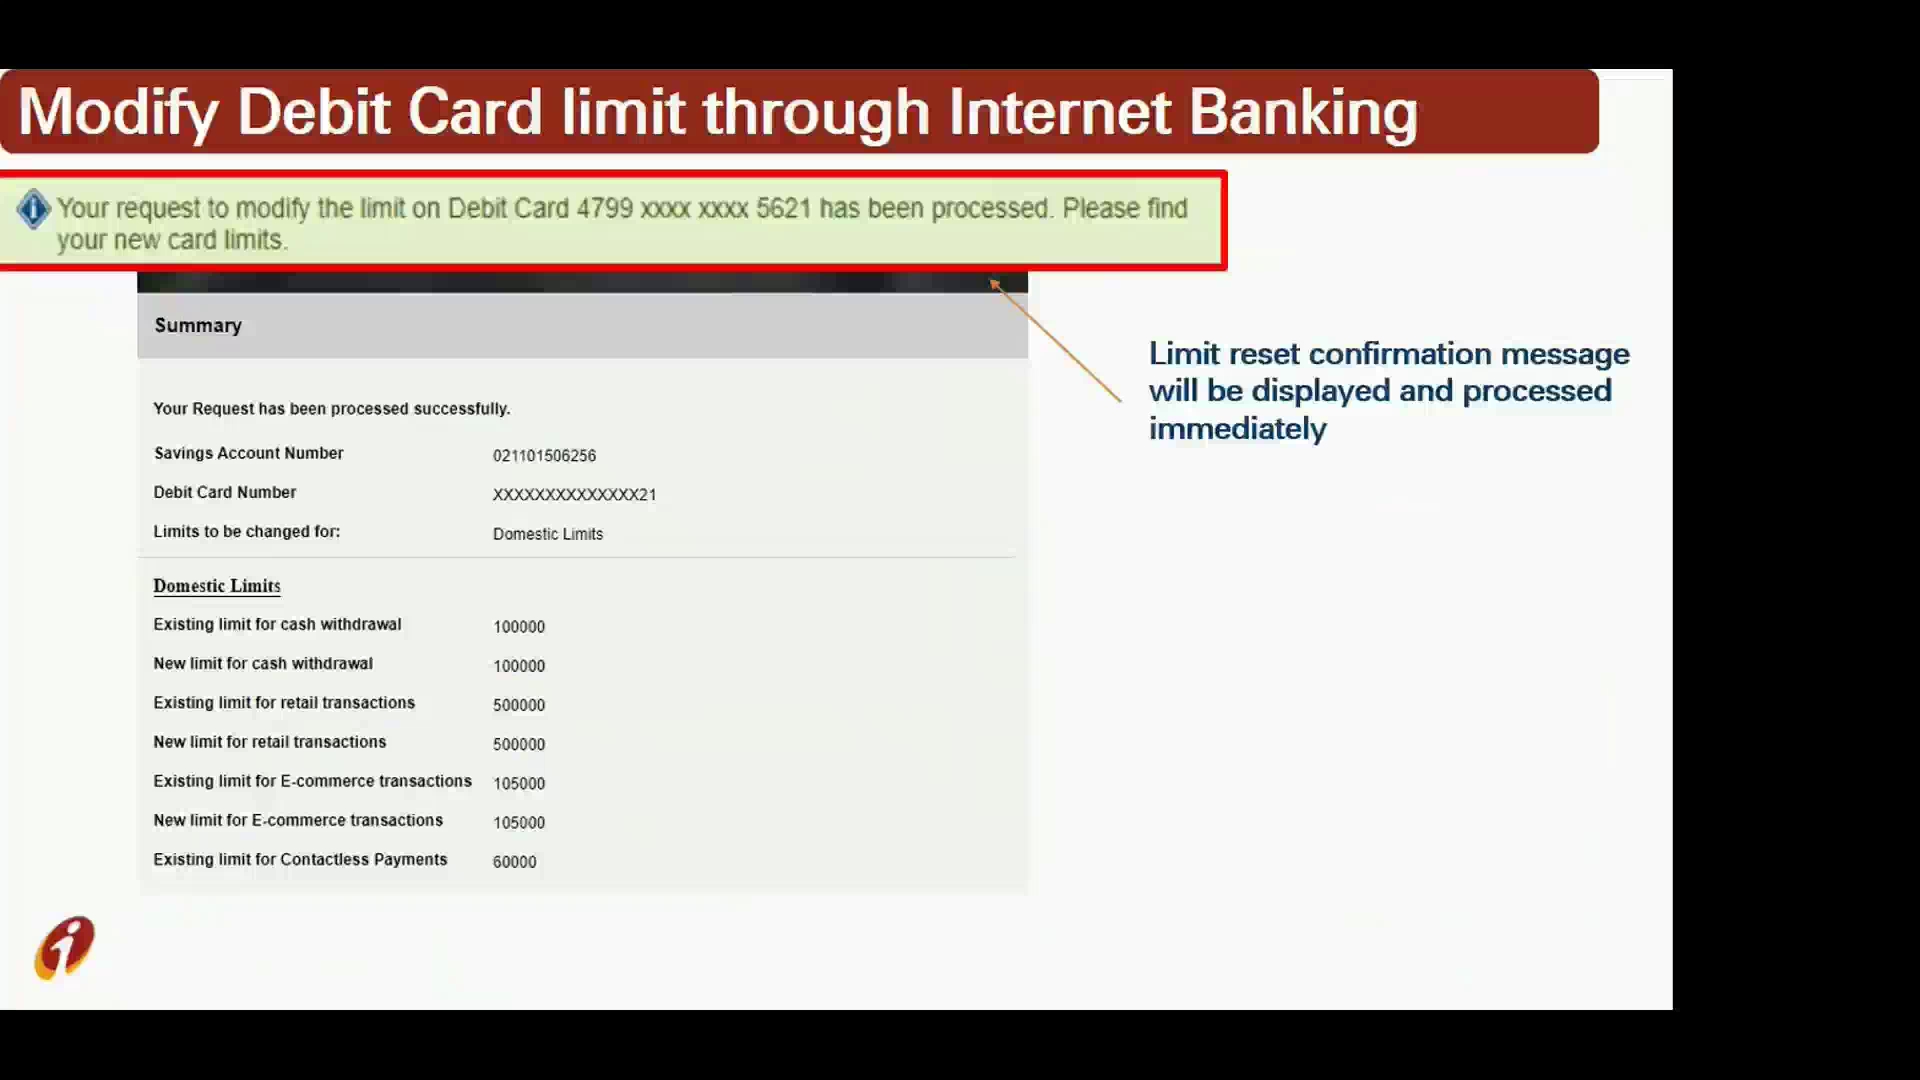 Modify Debit Card limit through Internet Banking
Your request to modify the limit on Debit Card 4799 xxxx xxxx 5621 has been processed. Please find
your new card limits.
Summary
Limit reset confirmation message
will be displayed and processed
immediately
Your Request has been processed successfully.
Savings Account Number 021101506256
Debit Card Number XXXXXXXXXXXXXX21
Limits to be changed for: Domestic Limits
Domestic Limits
Existing limit for cash withdrawal 100000
New limit for cash withdrawal 100000
Existing limit for retail transactions 500000
New limit for retail transactions 500000
Existing limit for E-commerce transactions 105000
New limit for E-commerce transactions 105000
Existing limit for Contactless Payments 60000